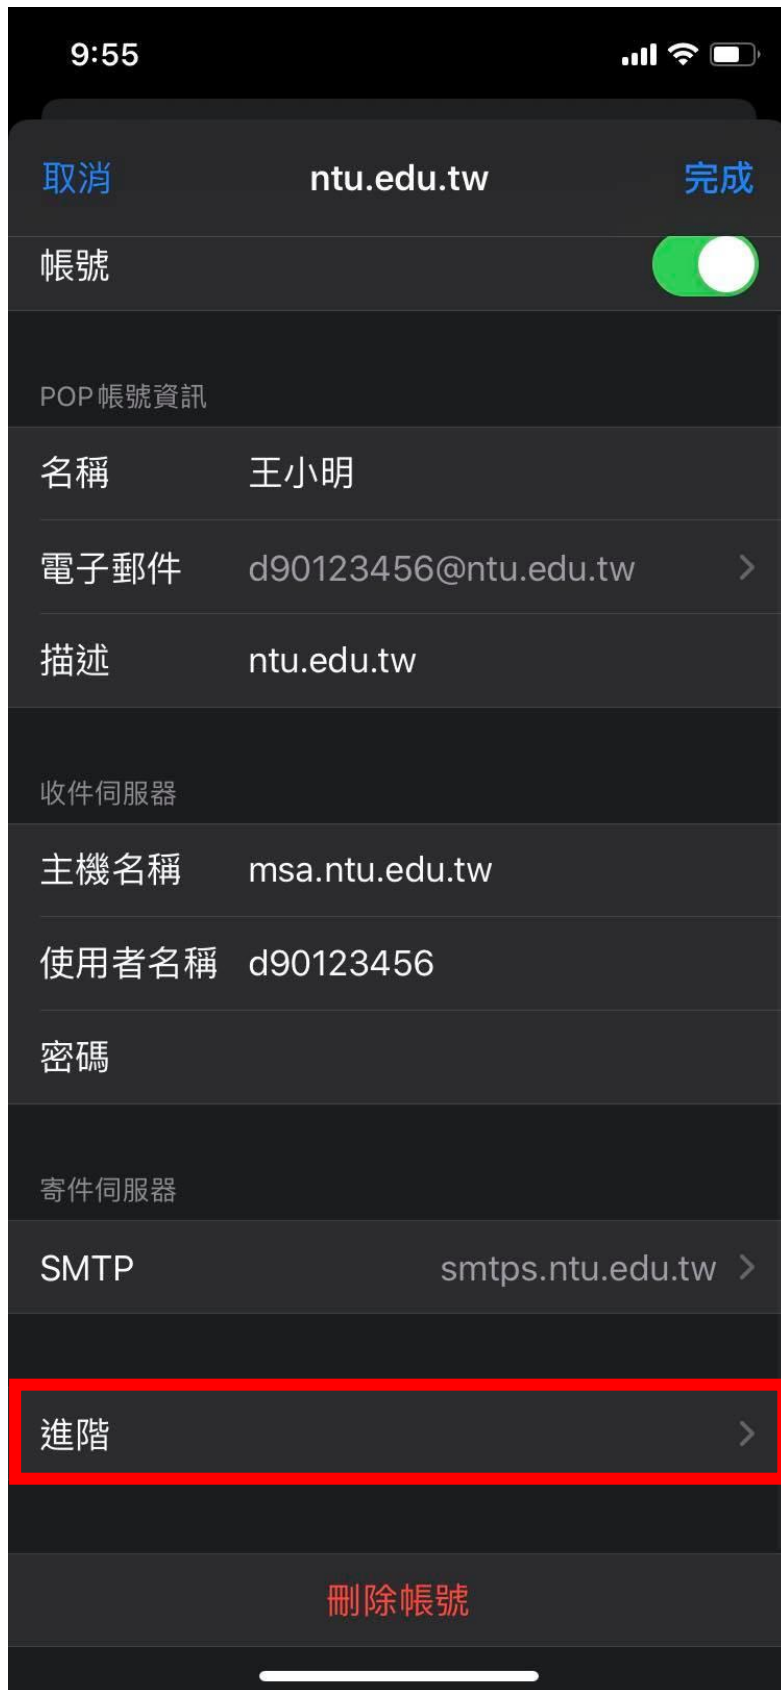 9:55
取消 ntu.edu.tw 完成
帳號
POP 帳號資訊
名稱 王小明
電子郵件 d90123456@ntu.edu.tw
描述 ntu.edu.tw
收件伺服器
主機名稱 msa.ntu.edu.tw
使用者名稱 d90123456
密碼
寄件伺服器
SMTP smtps.ntu.edu.tw
進階
刪除帳號